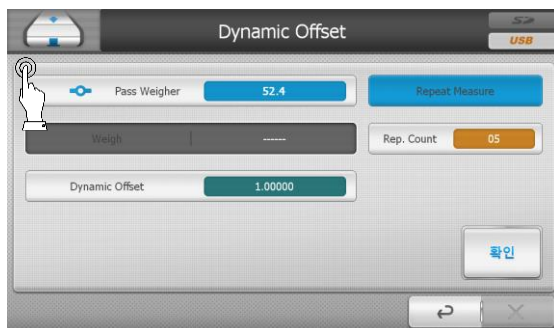 Dynamic Offset
SD
USB
Pass Weigher 52.4 Repeat Measure
Weigh ------ Rep. Count 05
Dynamic Offset 1.00000
확인